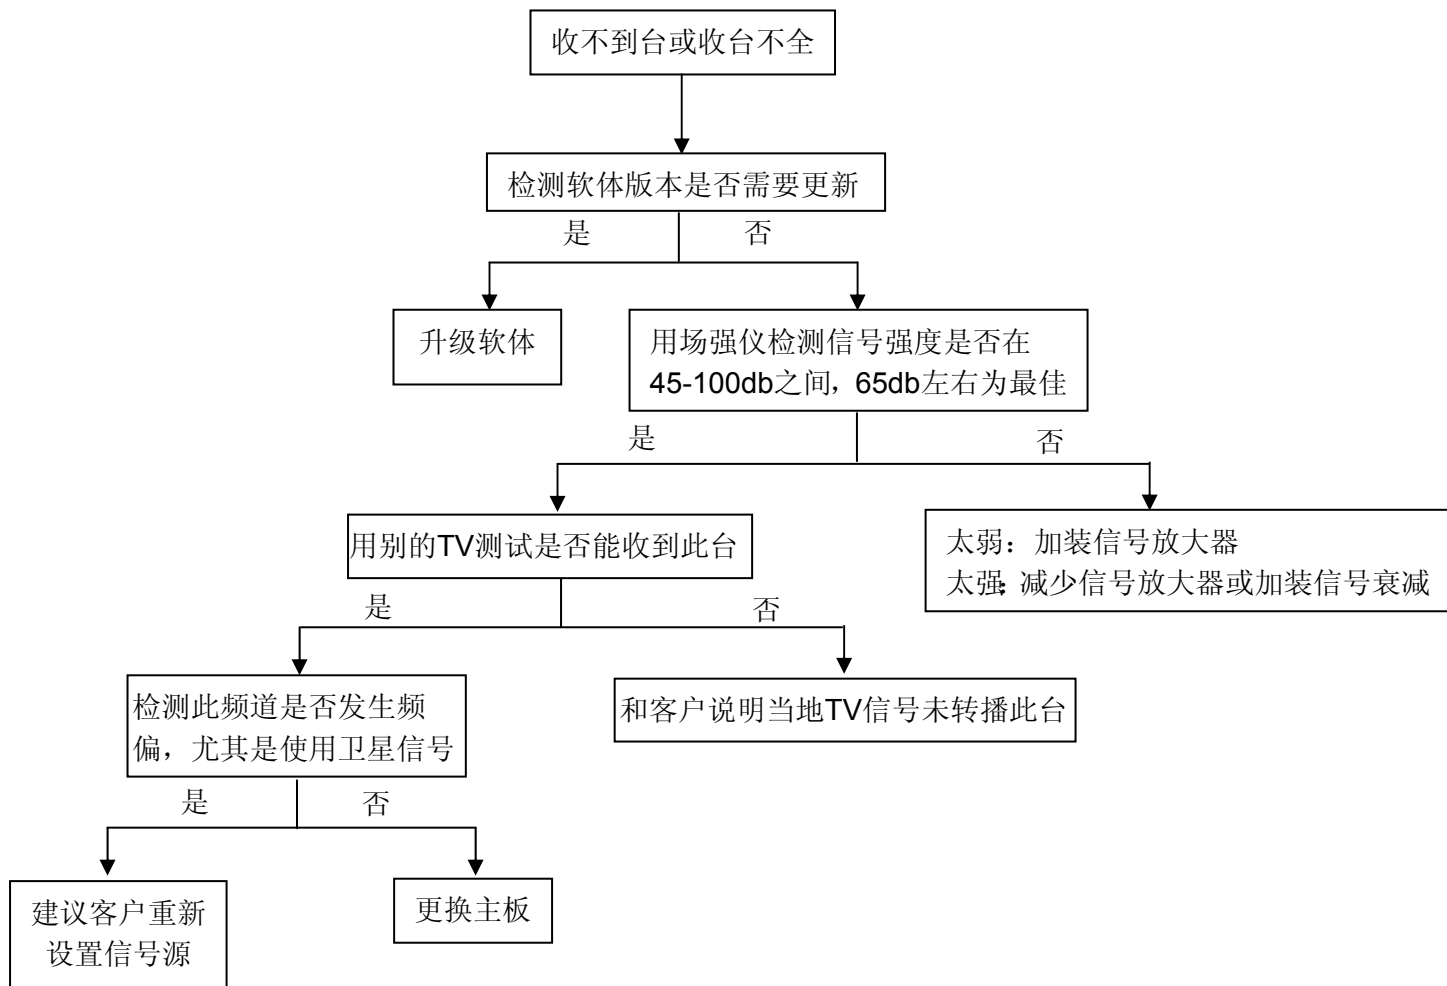 收不到台或收台不全
检测软体版本是否需要更新
是
否
升级软体
用场强仪检测信号强度是否在
45-100db之间，65db左右为最佳
是
否
用别的TV测试是否能收到此台
太弱：加装信号放大器
太强：减少信号放大器或加装信号衰减
是
否
检测此频道是否发生频
偏，尤其是使用卫星信号
和客户说明当地TV信号未转播此台
是
否
建议客户重新
设置信号源
更换主板